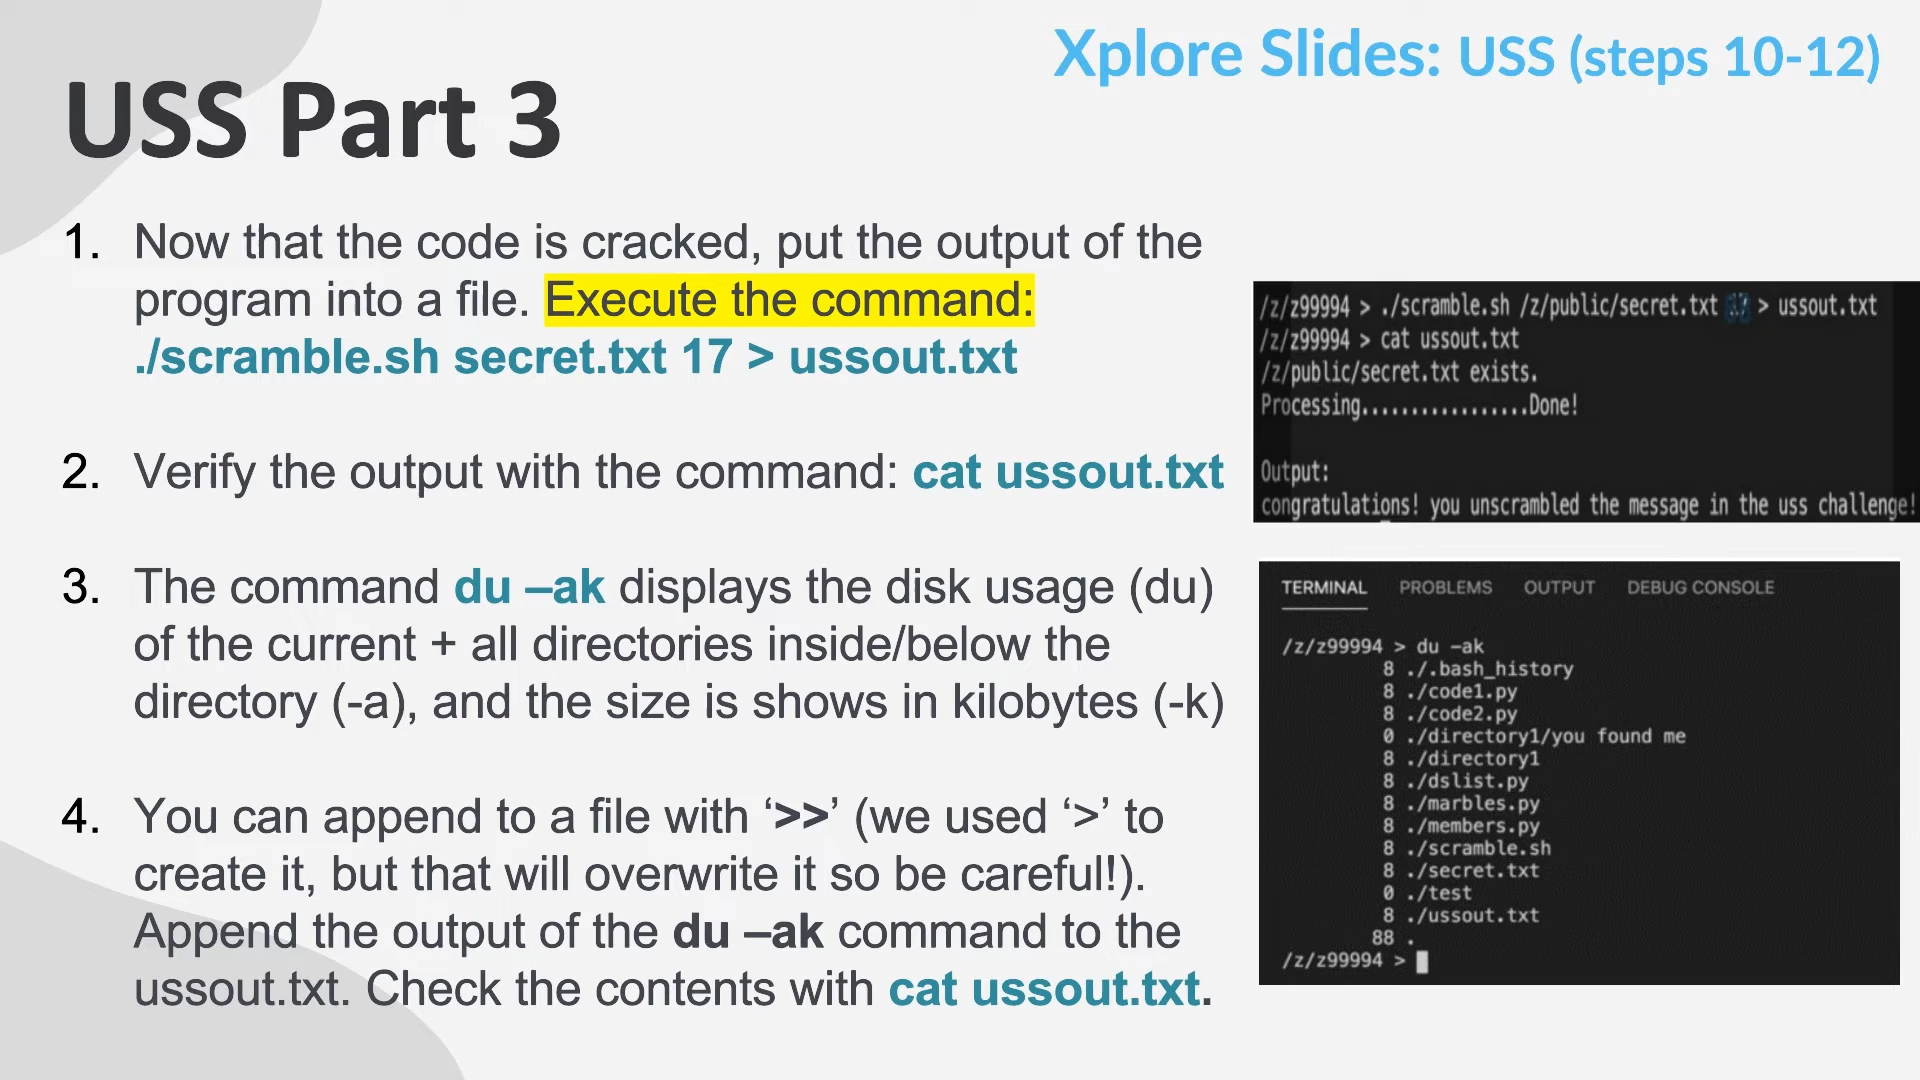 Xplore Slides: USS (steps 10-12)
USS Part 3
1. Now that the code is cracked, put the output of the
program into a file. Execute the command:
./scramble.sh secret.txt 17 > ussout.txt
2. Verify the output with the command: cat ussout.txt
3. The command du –ak displays the disk usage (du)
of the current + all directories inside/below the
directory (-a), and the size is shows in kilobytes (-k)
4. You can append to a file with ‘>>’ (we used ‘>’ to
create it, but that will overwrite it so be careful!).
Append the output of the du –ak command to the
ussout.txt. Check the contents with cat ussout.txt.
/z/z99994 > ./scramble.sh /z/public/secret.txt > ussout.txt
/z/z99994 > cat ussout.txt
/z/public/secret.txt exists.
Processing.................Done!
Output:
congratulations! you unscrambled the message in the uss challenge!
TERMINAL PROBLEMS OUTPUT DEBUG CONSOLE
/z/z99994 > du -ak
8 ./.bash_history
8 ./code1.py
8 ./code2.py
0 ./directory1/you found me
8 ./directory1
8 ./dslist.py
8 ./marbles.py
8 ./members.py
8 ./scramble.sh
8 ./secret.txt
0 ./test
8 ./ussout.txt
88 .
/z/z99994 >